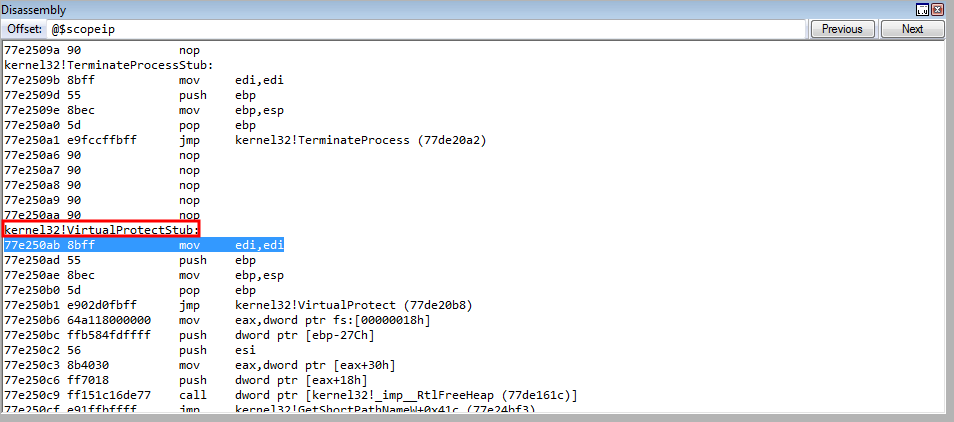 Disassembly
Offset: @$scopeip Previous Next
77e2509a 90 nop
kernel32!TerminateProcessStub:
77e2509b 8bff mov edi,edi
77e2509d 55 push ebp
77e2509e 8bec mov ebp,esp
77e250a0 5d pop ebp
77e250a1 e9fccffbff jmp kernel32!TerminateProcess (77de20a2)
77e250a6 90 nop
77e250a7 90 nop
77e250a8 90 nop
77e250a9 90 nop
77e250aa 90 nop
kernel32!VirtualProtectStub:
77e250ab 8bff mov edi,edi
77e250ad 55 push ebp
77e250ae 8bec mov ebp,esp
77e250b0 5d pop ebp
77e250b1 e902d0fbff jmp kernel32!VirtualProtect (77de20b8)
77e250b6 64a118000000 mov eax,dword ptr fs:[00000018h]
77e250bc ffb584fdffff push dword ptr [ebp-27Ch]
77e250c2 56 push esi
77e250c3 8b4030 mov eax,dword ptr [eax+30h]
77e250c6 ff7018 push dword ptr [eax+18h]
77e250c9 ff151c16de77 call dword ptr [kernel32!_imp__RtlFreeHeap (77de161c)]
77e250cf e91ffbffff jmp kernel32!GetShortPathNameW+0x41c (77e24bf3)